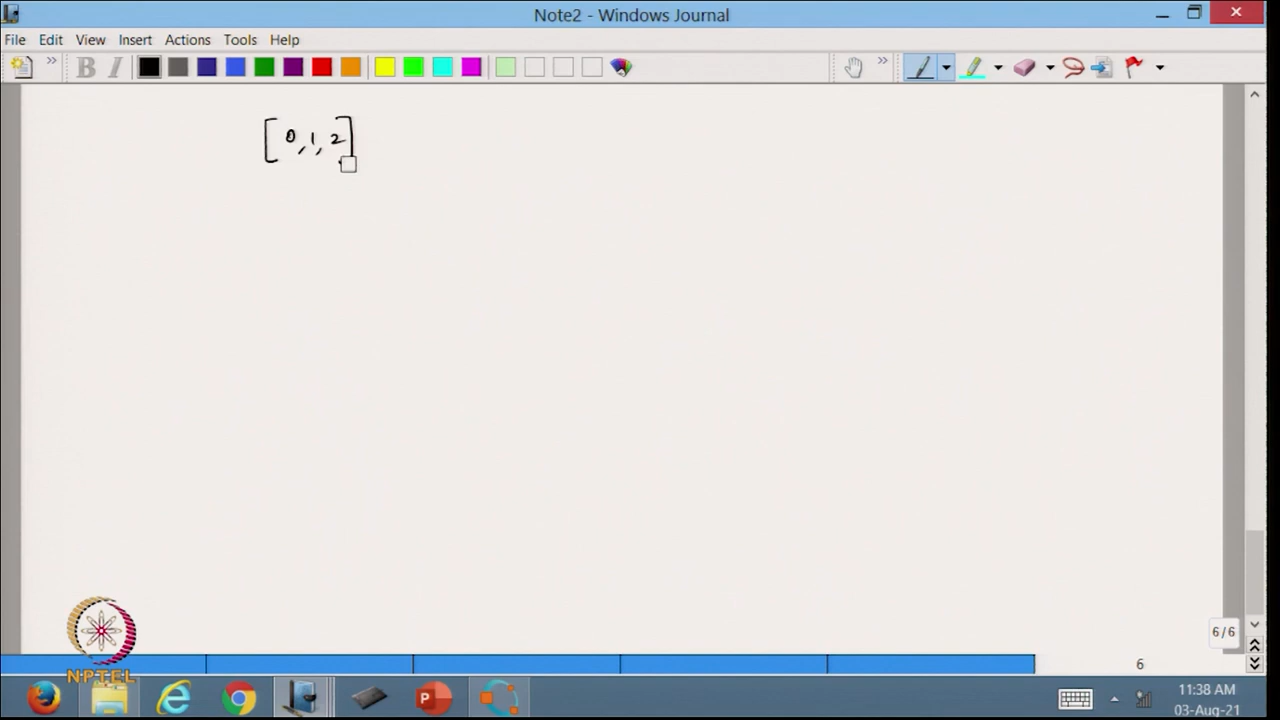 Note2 - Windows Journal
File Edit View Insert Actions Tools Help
B I
[0, 1, 2]
6/6
6
NPTEL
11:38 AM
03-Aug-21